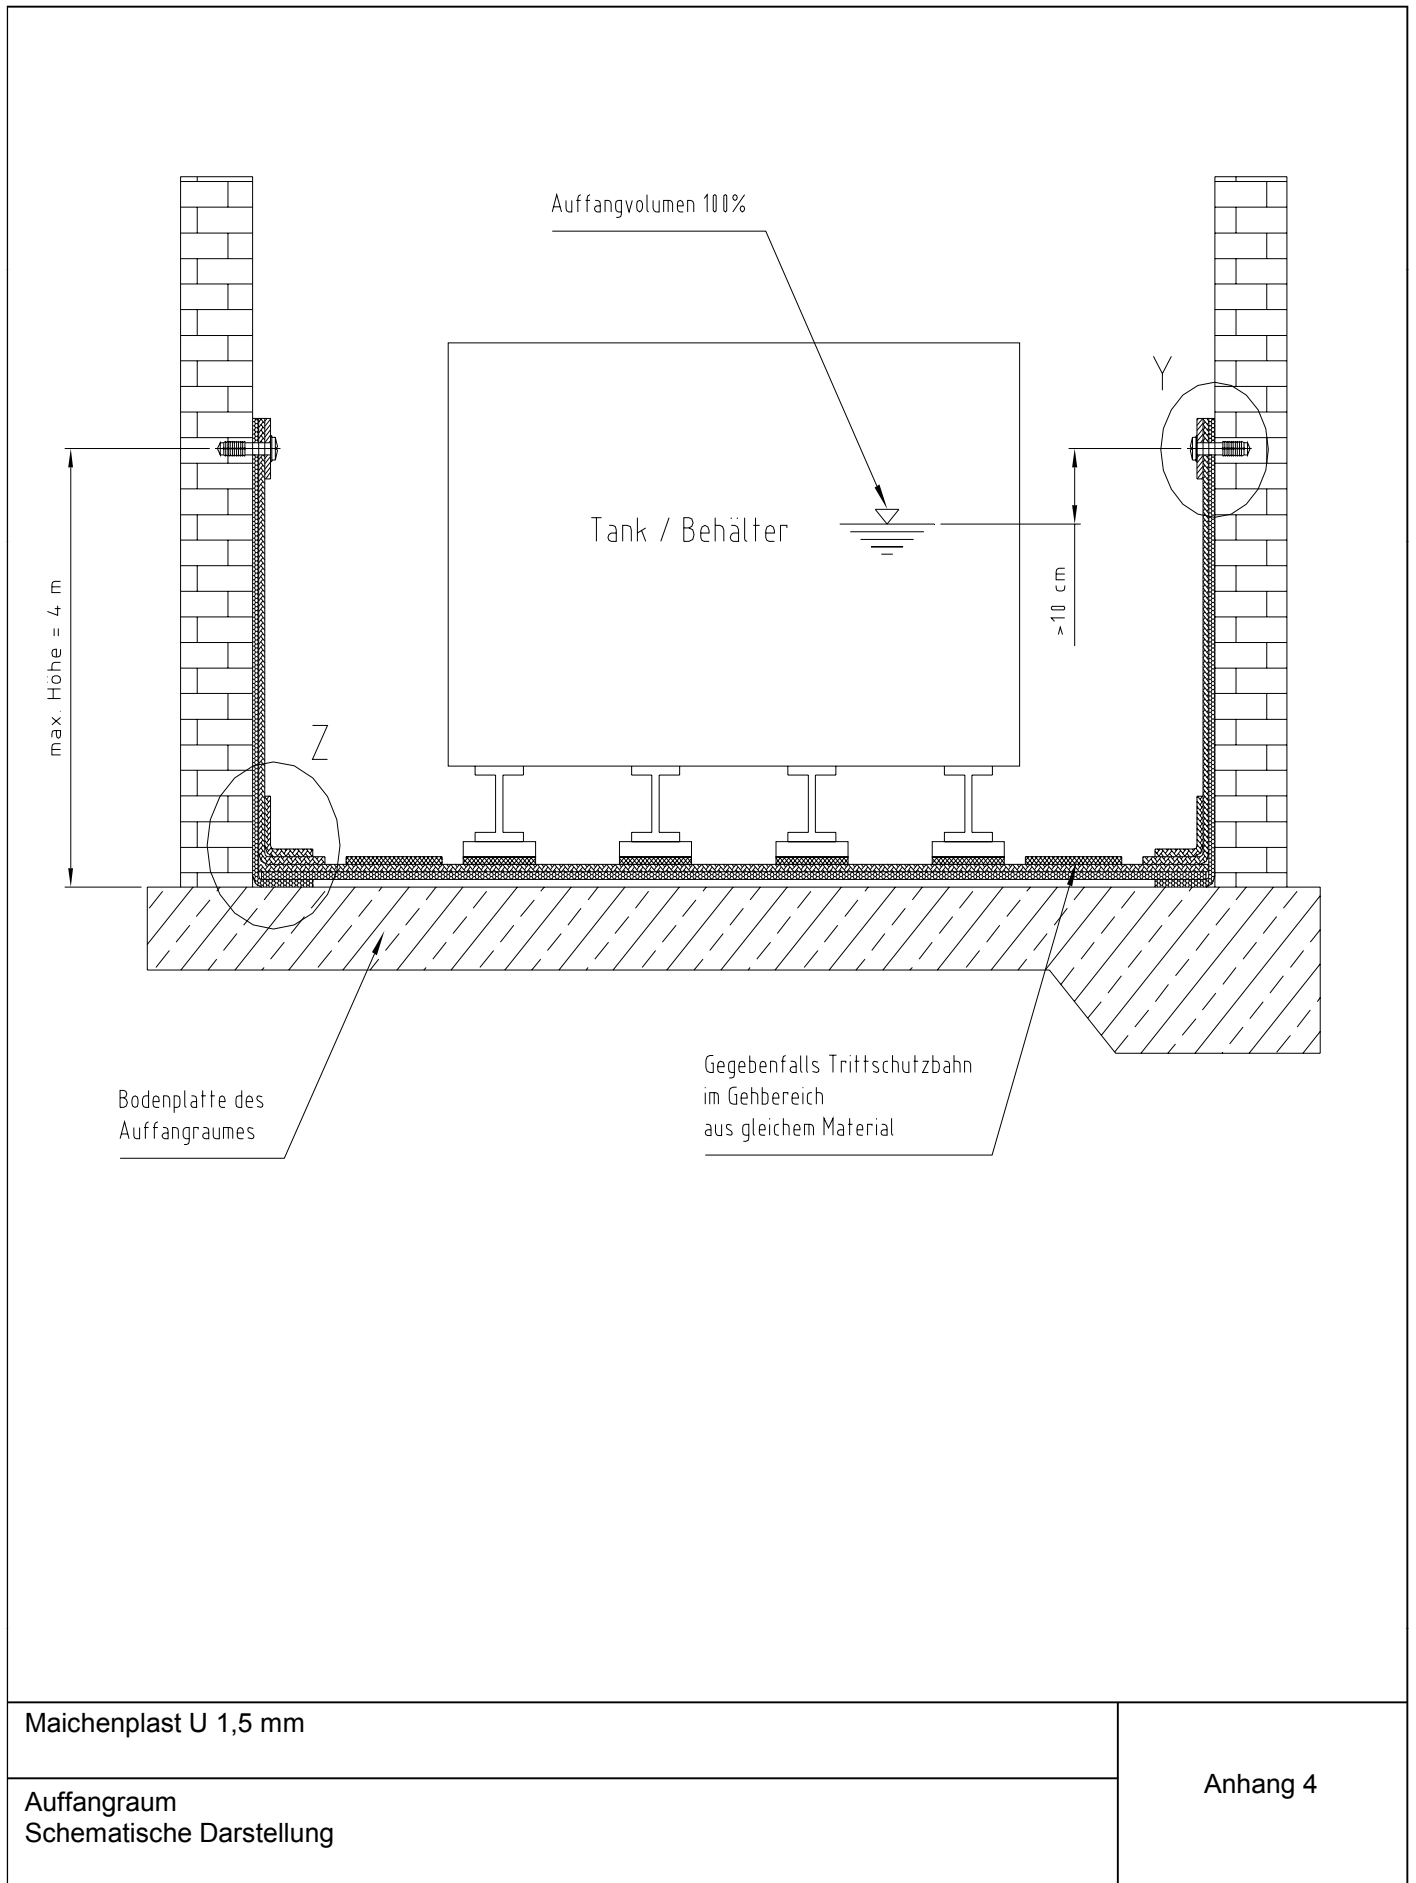 Auffangvolumen 100%
Y
Tank / Behälter
>10 cm
max. Höhe = 4 m
Z
Gegebenfalls Trittschutzbahn
im Gehbereich
aus gleichem Material
Bodenplatte des
Auffangraumes
Maichenplast U 1,5 mm
Anhang 4
Auffangraum
Schematische Darstellung